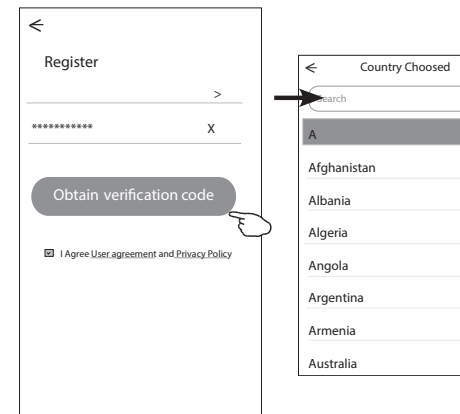 Register
>
*********** X
Obtain verification code
I Agree User agreement and Privacy Policy
Country Choosed
Search
A
Afghanistan
Albania
Algeria
Angola
Argentina
Armenia
Australia